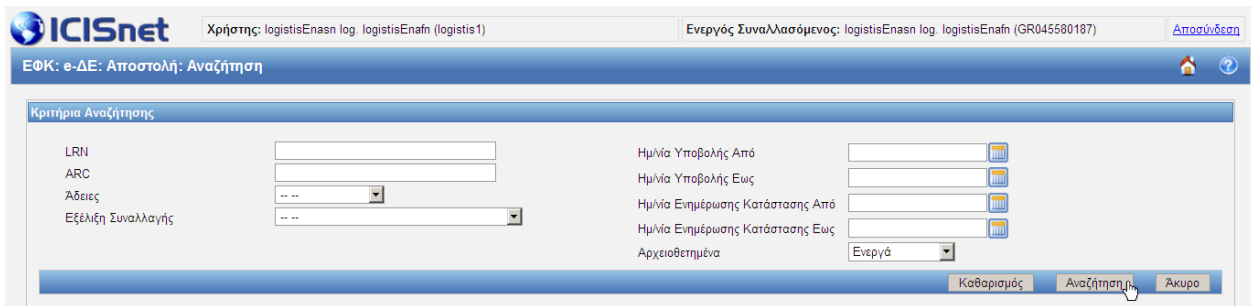 ICISnet Χρήστης: logistisEnasn log. logistisEnafn (logistis1) Ενεργός Συναλλασόμενος: logistisEnasn log. logistisEnafn (GR045580187) Αποσύνδεση
ΕΦΚ: e-ΔΕ: Αποστολή: Αναζήτηση
Κριτήρια Αναζήτησης
LRN
ARC
Άδειες -- --
Εξέλιξη Συναλλαγής -- --
Ημ/νία Υποβολής Από
Ημ/νία Υποβολής Εως
Ημ/νία Ενημέρωσης Κατάστασης Από
Ημ/νία Ενημέρωσης Κατάστασης Εως
Αρχειοθετημένα Ενεργά
Καθαρισμός Αναζήτηση Άκυρο